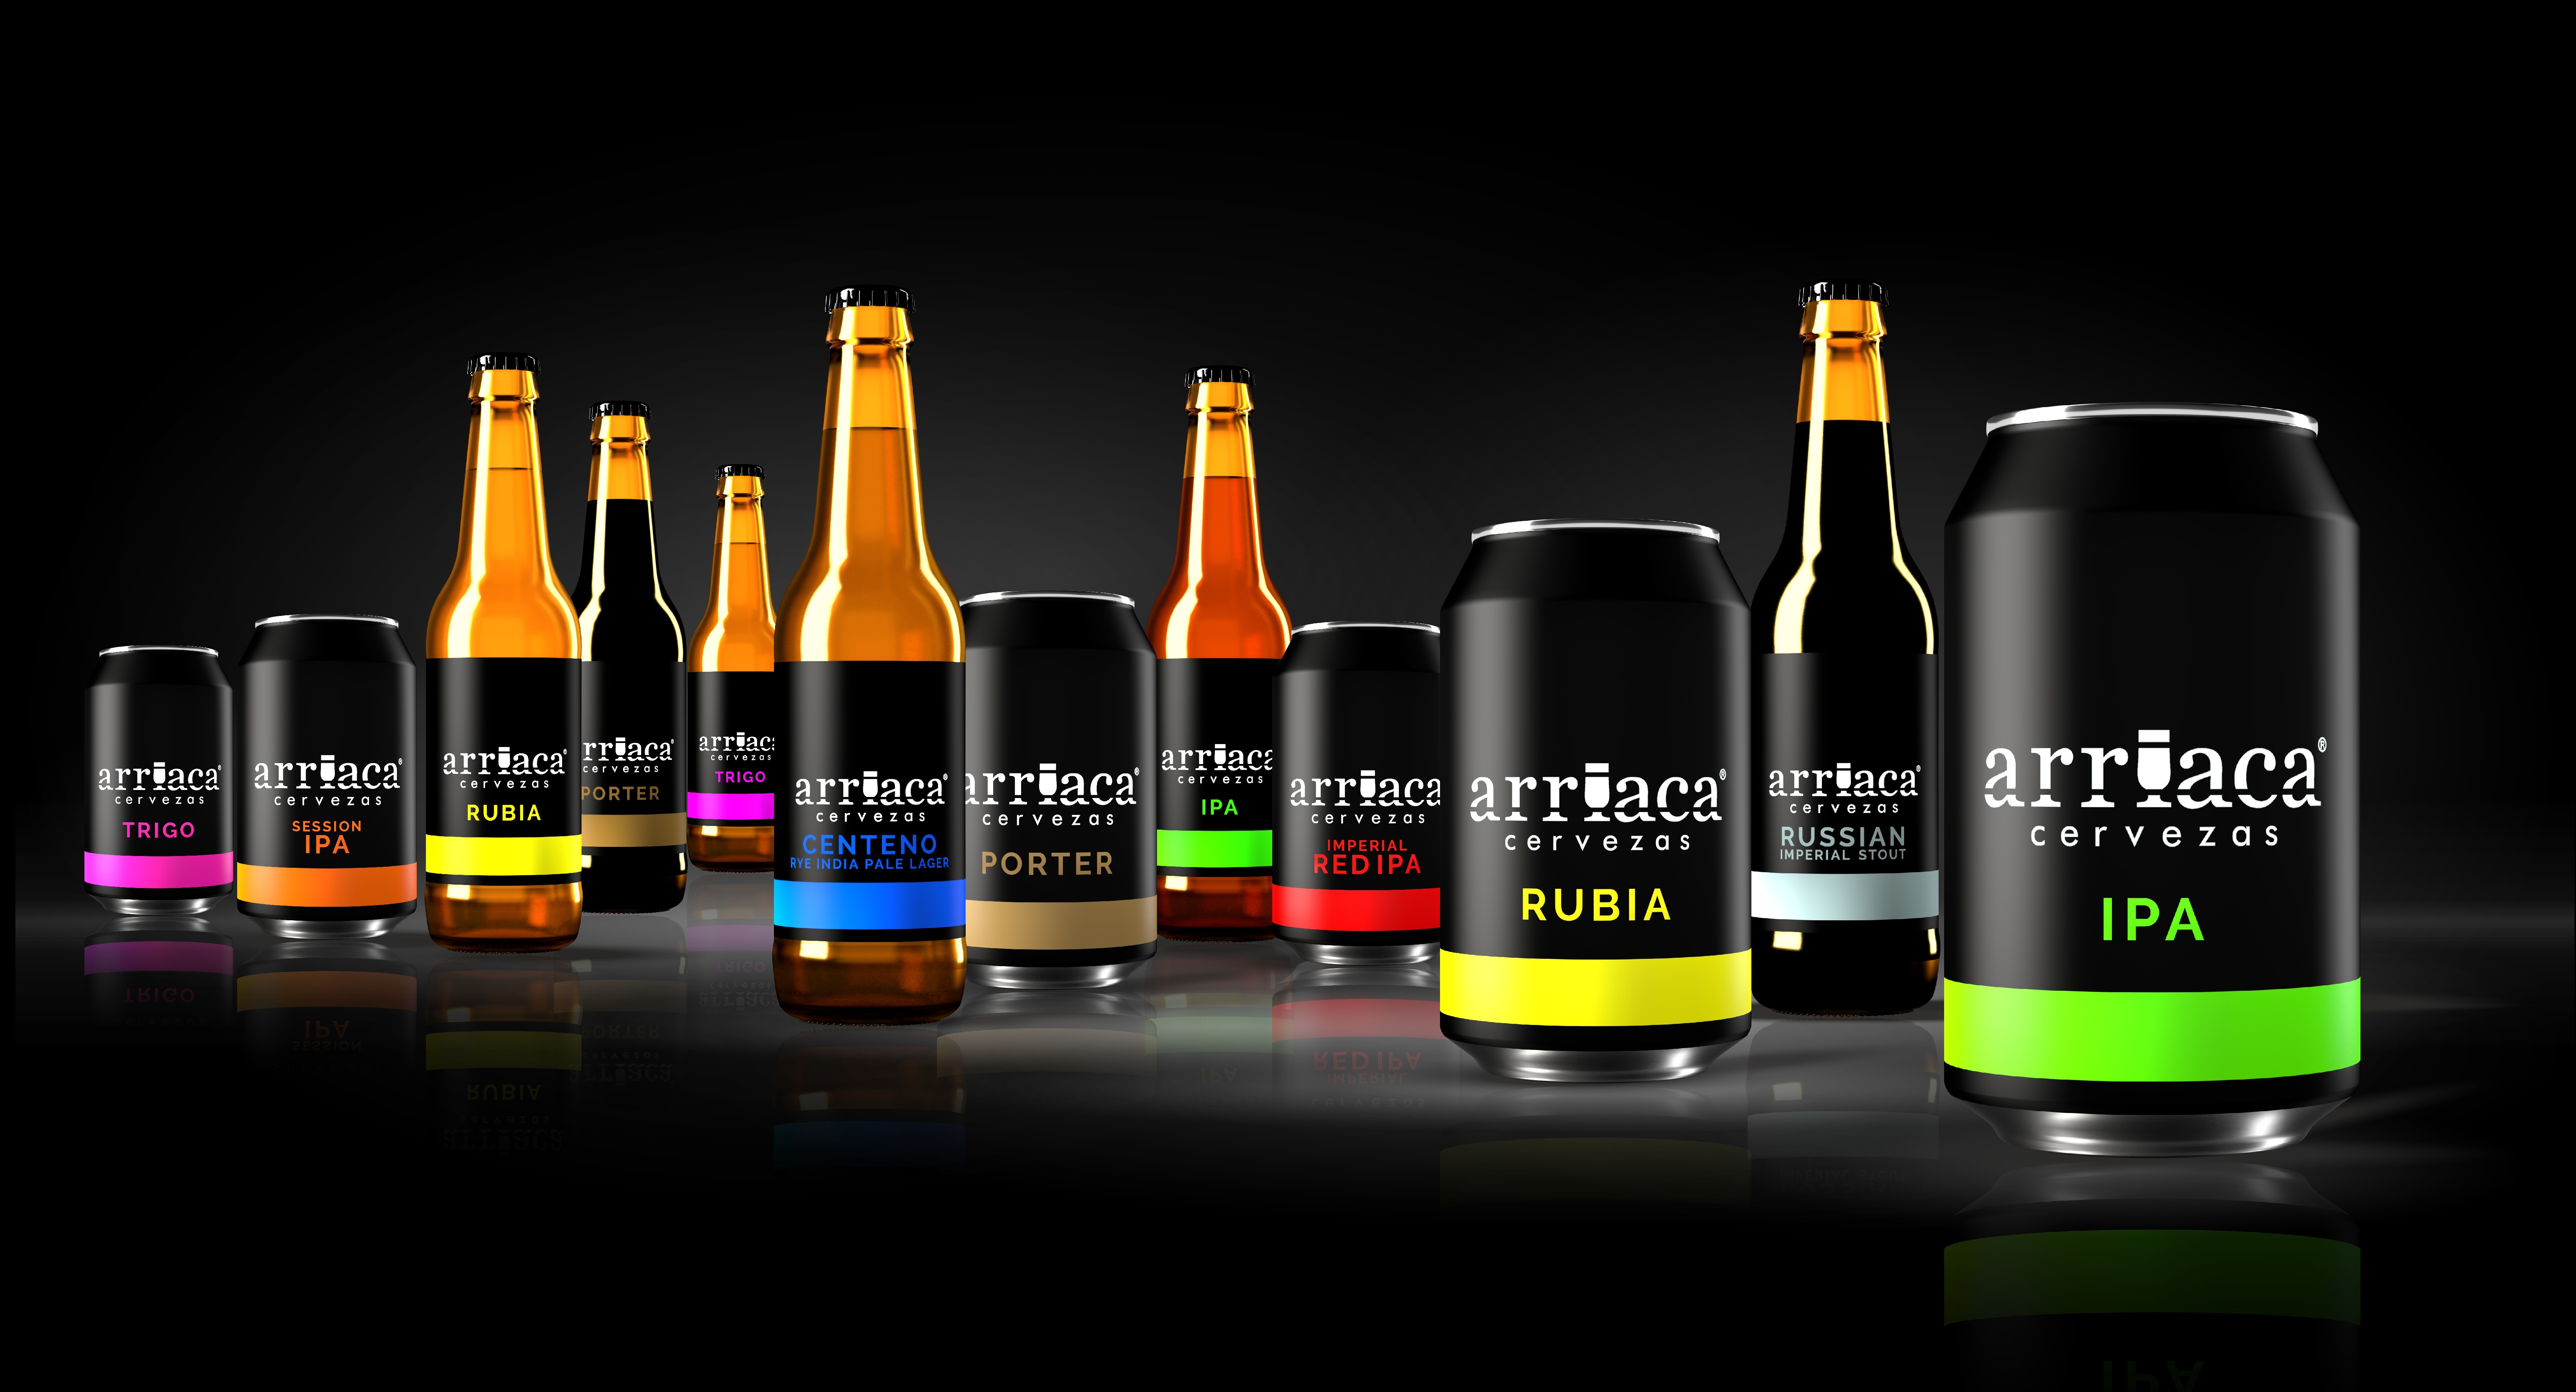 arriaca®
cervezas
TRIGO
arriaca®
cervezas
SESSION
IPA
arriaca®
cervezas
RUBIA
rriaca®
cervezas
PORTER
arriaca
cervezas
TRIGO
arriaca®
cervezas
CENTENO
RYE INDIA PALE LAGER
arriaca®
cervezas
PORTER
arriaca
cervezas
IPA
arriaca
cervezas
IMPERIAL
RED IPA
arriaca®
cervezas
RUBIA
arriaca®
cervezas
RUSSIAN
IMPERIAL STOUT
arriaca®
cervezas
IPA